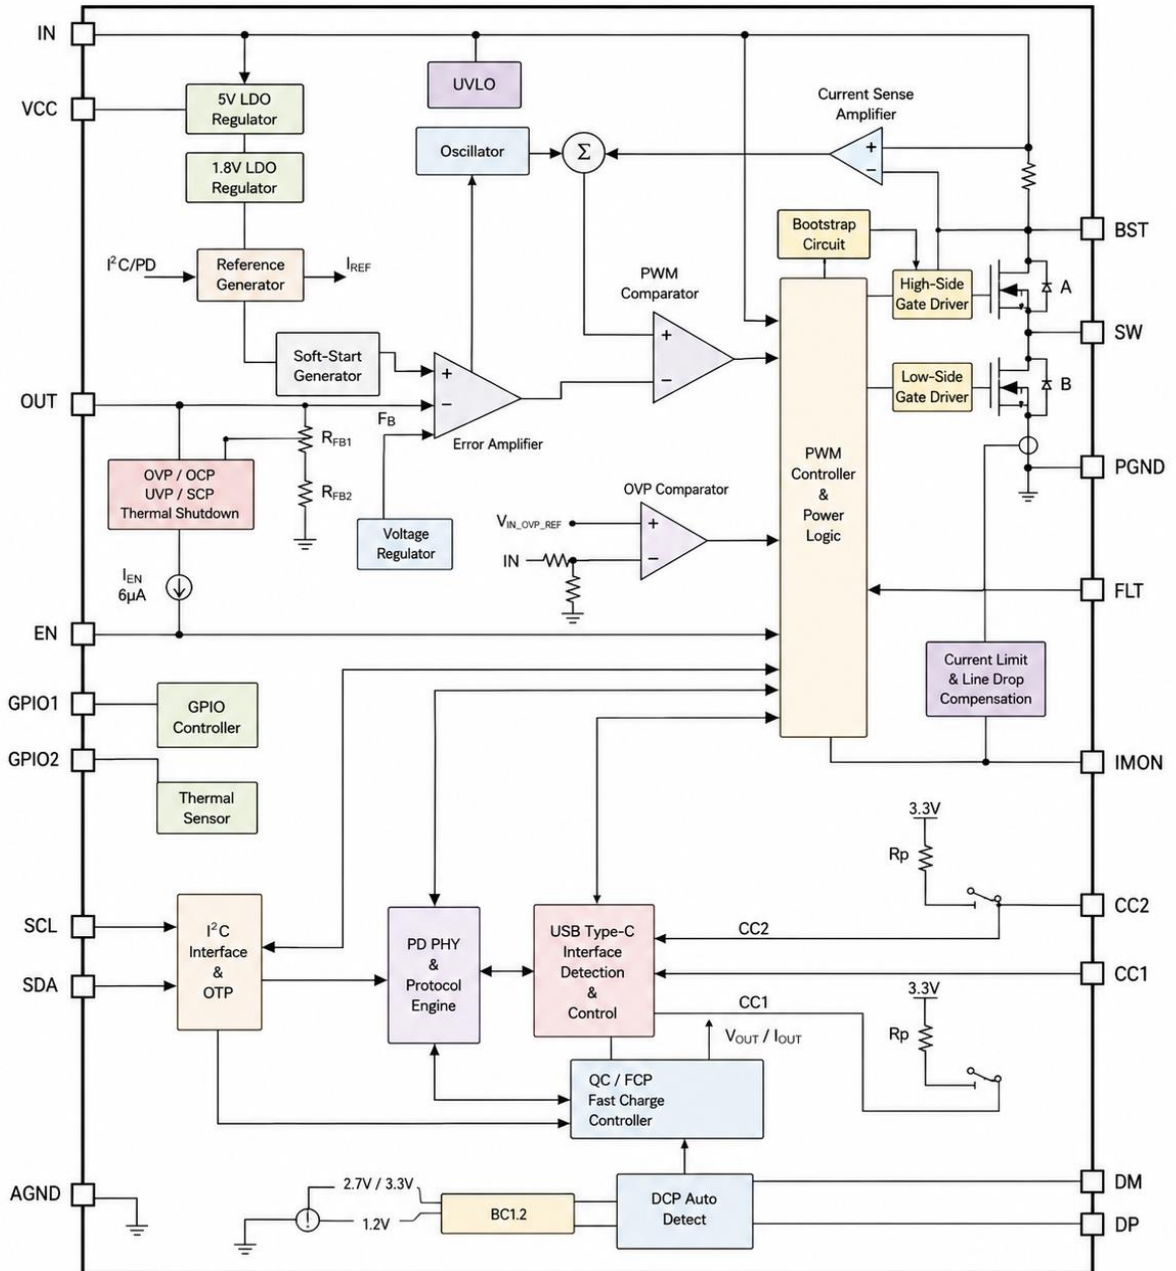 IN
UVLO
VCC
5V LDO
Regulator
Current Sense
Amplifier
+
−
Oscillator
Σ
1.8V LDO
Regulator
Bootstrap
Circuit
BST
I²C/PD
Reference
Generator
I_REF
PWM
Comparator
High-Side
Gate Driver
A
SW
+
−
Soft-Start
Generator
+
−
Low-Side
Gate Driver
B
OUT
F_B
R_FB1
Error Amplifier
OVP / OCP
UVP / SCP
Thermal Shutdown
R_FB2
PWM
Controller
&
Power
Logic
PGND
OVP Comparator
V_IN_OVP_REF
+
−
IN
Voltage
Regulator
I_EN
6µA
FLT
EN
Current Limit
& Line Drop
Compensation
GPIO1
GPIO
Controller
GPIO2
IMON
Thermal
Sensor
3.3V
Rp
SCL
I²C
Interface
&
OTP
PD PHY
&
Protocol
Engine
USB Type-C
Interface
Detection
&
Control
CC2
CC2
SDA
CC1
3.3V
CC1
Rp
V_OUT / I_OUT
QC / FCP
Fast Charge
Controller
AGND
2.7V / 3.3V
1.2V
BC1.2
DCP Auto
Detect
DM
DP